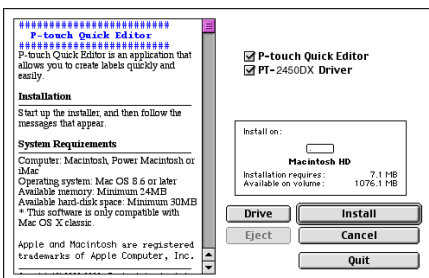 ########################
P-touch Quick Editor
########################
P-touch Quick Editor is an application that
allows you to create labels quickly and
easily.
Installation
Start up the installer, and then follow the
messages that appear.
System Requirements
Computer: Macintosh, Power Macintosh or
iMac
Operating system: Mac OS 8.6 or later
Available memory: Minimum 24MB
Available hard-disk space: Minimum 30MB
* This software is only compatible with
Mac OS X classic.
Apple and Macintosh are registered
trademarks of Apple Computer, Inc.
P-touch Quick Editor
PT-2450DX Driver
Install on:
Macintosh HD
Installation requires: 7.1 MB
Available on volume: 1076.1 MB
Drive
Install
Eject
Cancel
Quit